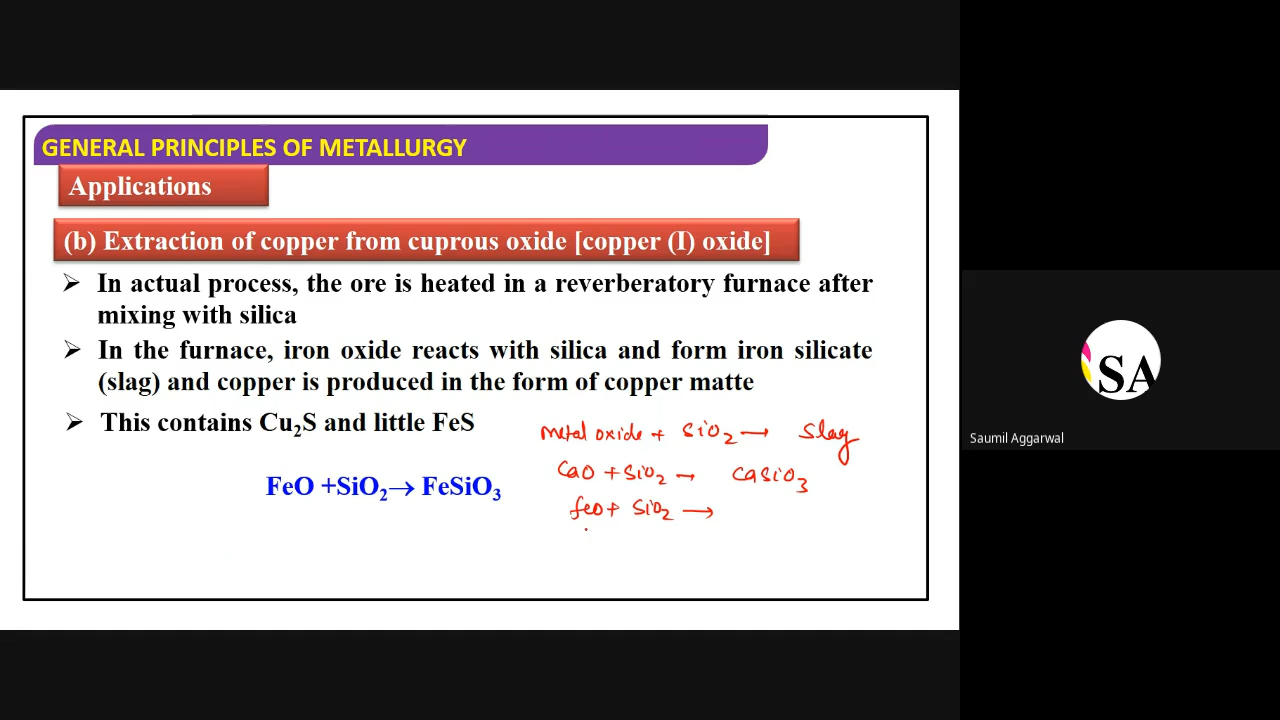 GENERAL PRINCIPLES OF METALLURGY
Applications
(b) Extraction of copper from cuprous oxide [copper (I) oxide]
➢ In actual process, the ore is heated in a reverberatory furnace after
mixing with silica
➢ In the furnace, iron oxide reacts with silica and form iron silicate
(slag) and copper is produced in the form of copper matte
➢ This contains Cu₂S and little FeS
metal oxide + SiO₂ → slag
CaO + SiO₂ → CaSiO₃
FeO +SiO₂→ FeSiO₃
feo + SiO₂ →
SA
Saumil Aggarwal